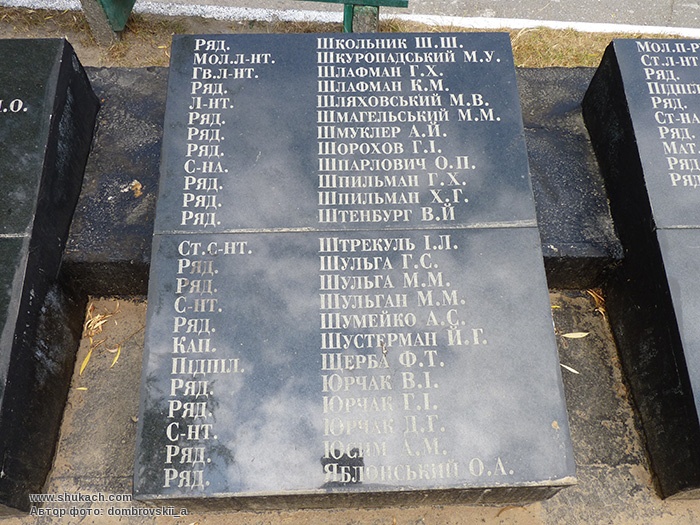 Ряд. Школьник Ш.Ш.
Мол.л-нт. Шкуропадський М.У.
Гв.л-нт. Шлафман Г.Х.
Ряд. Шлафман К.М.
Л-нт. Шляховський М.В.
Ряд. Шмагельський М.М.
Ряд. Шмуклер А.Й.
Ряд. Шорохов Г.І.
С-на. Шпарлович О.П.
Ряд. Шпильман Г.Х.
Ряд. Шпильман Х.Г.
Ряд. Штенбург В.Й
Ст.с-нт. Штрекуль І.Л.
Ряд. Шульга Г.С.
Ряд. Шульга М.М.
С-нт. Шульган М.М.
Ряд. Шумейко А.С.
Кап. Шустерман Й.Г.
Підпіл. Щерба Ф.Т.
Ряд. Юрчак В.І.
Ряд. Юрчак Г.І.
С-нт. Юрчак Д.Г.
Ряд. Юсим А.М.
Ряд. Яблонський О.А.
.О.
Мол.л-
Ст.л-н
Ряд.
Підпіл
Ряд.
Ст-на
Ряд.
Мат.
Ряд.
Ряд
www.shukach.com
Автор фото: dombrovskii_a.